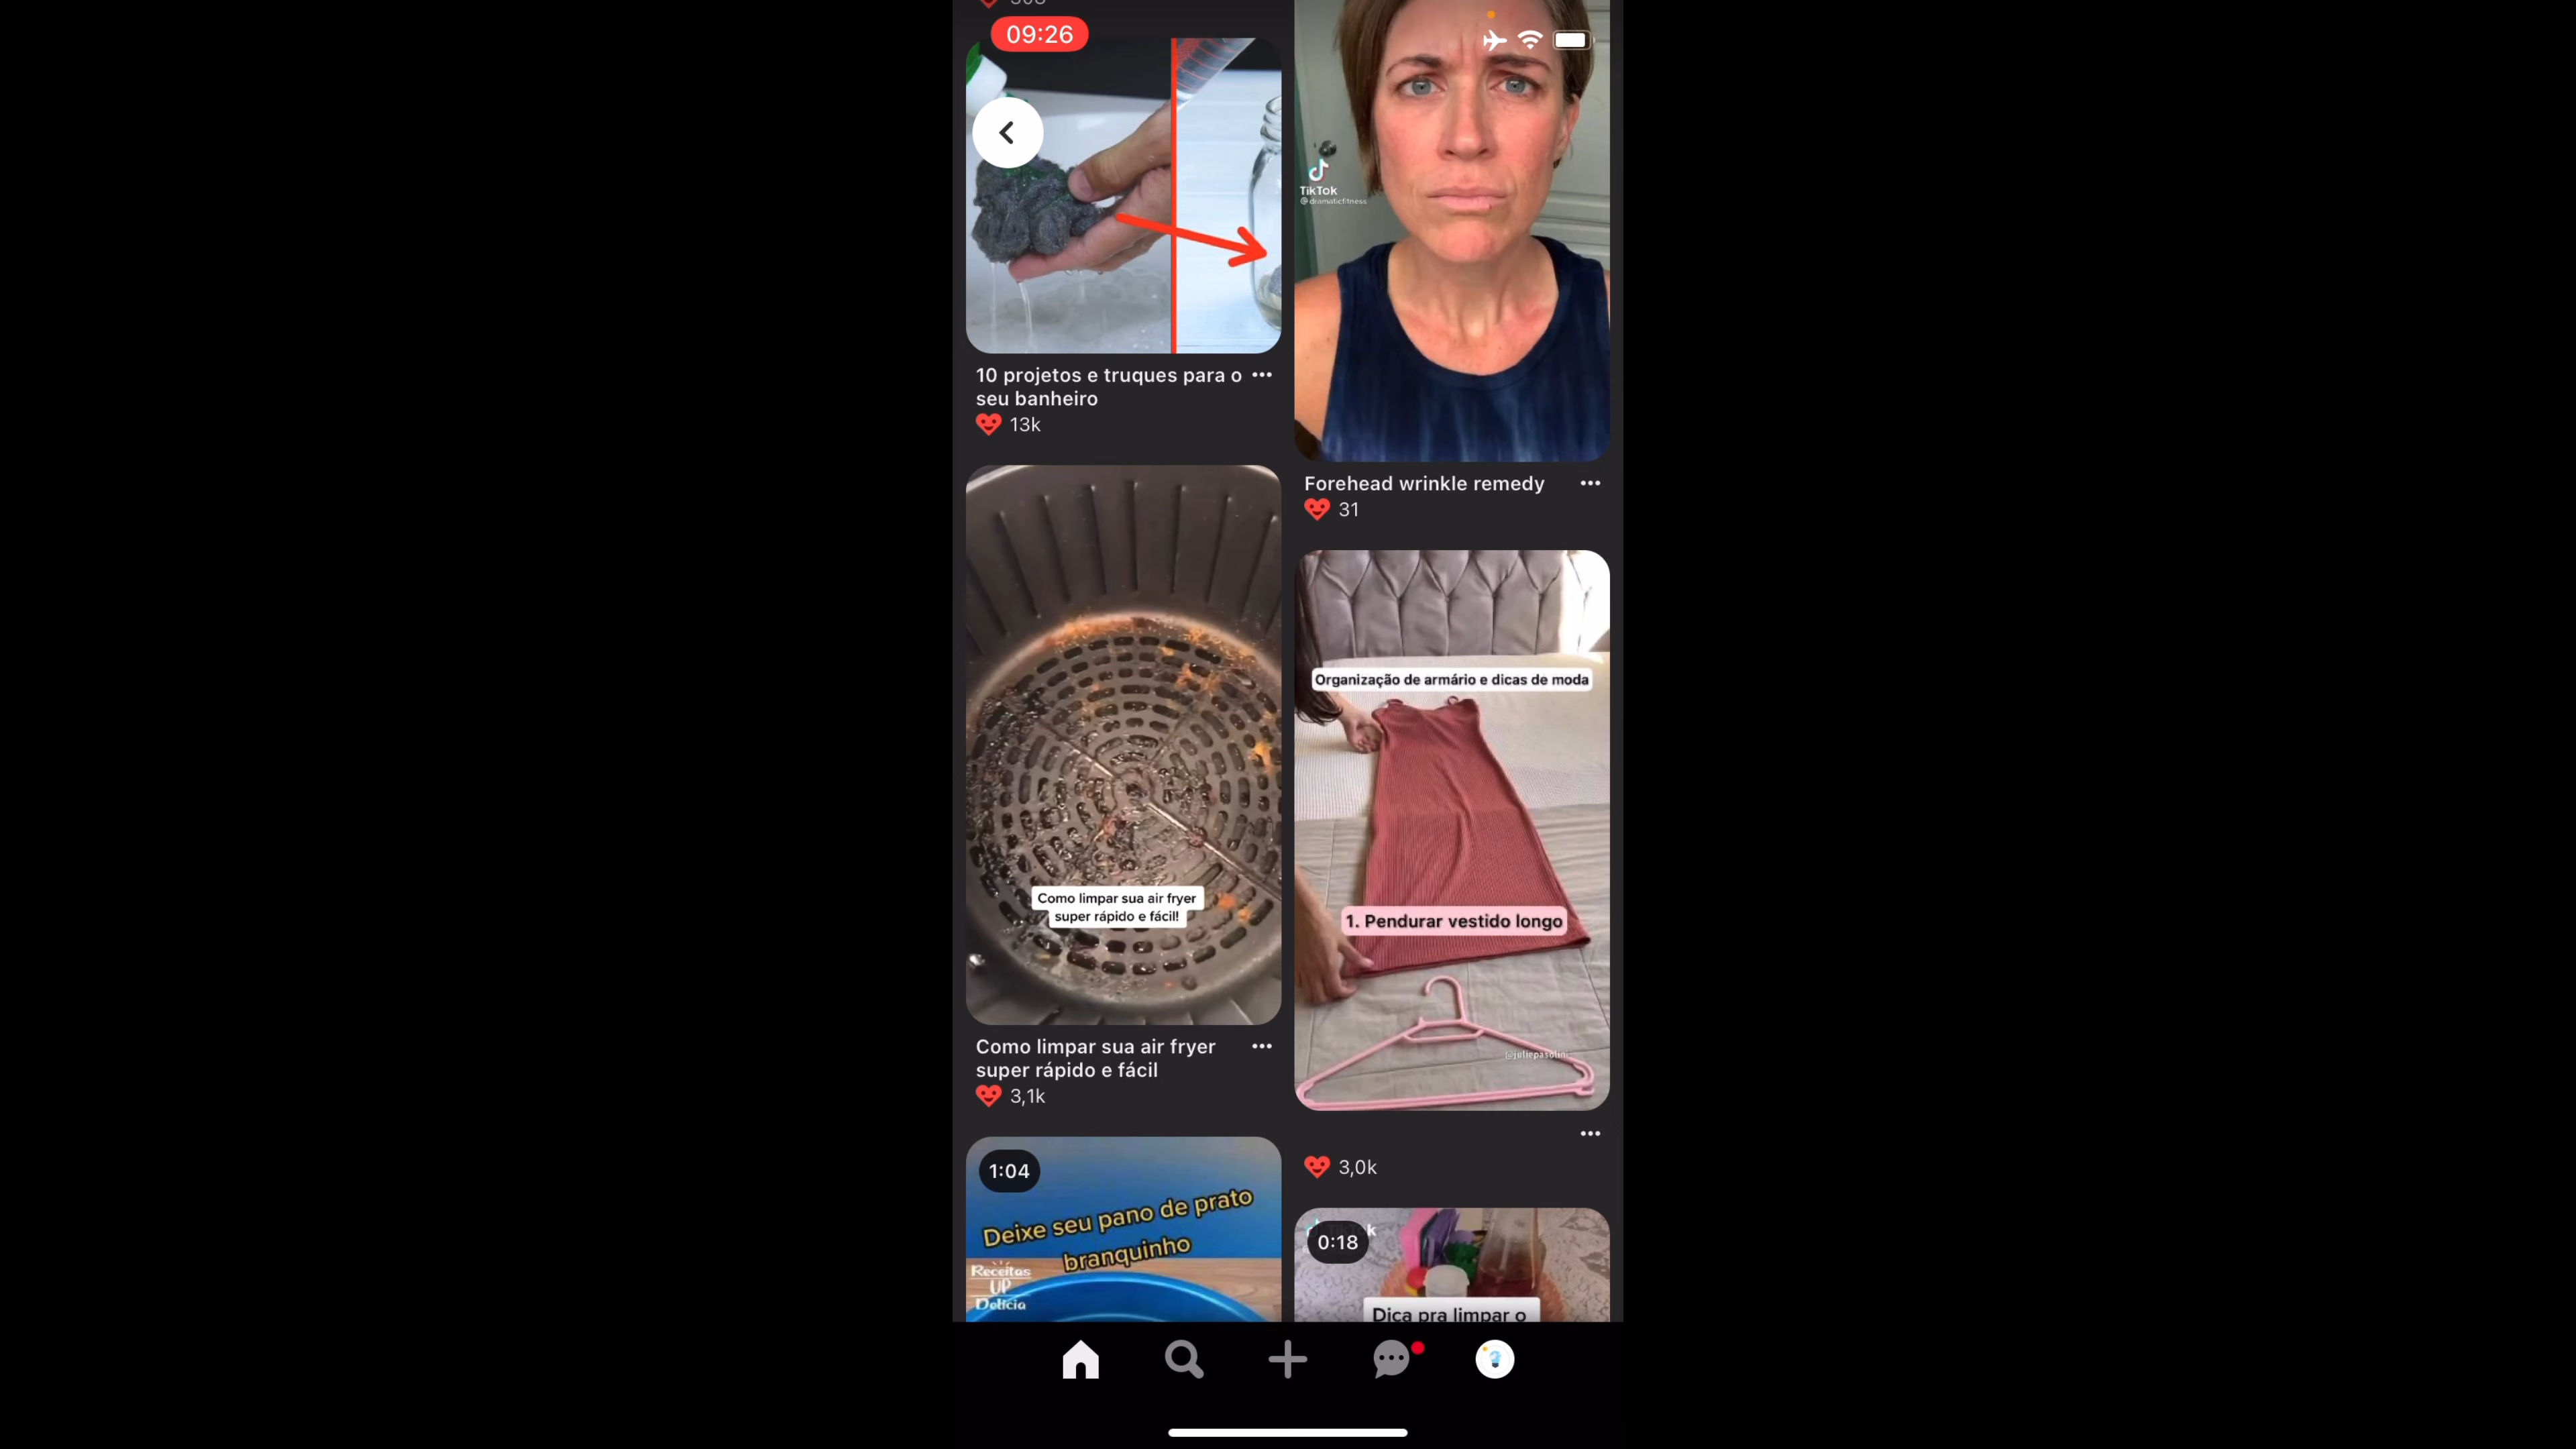 09:26
TikTok
@dramaticfitness
10 projetos e truques para o
seu banheiro
13k
Forehead wrinkle remedy
31
Como limpar sua air fryer
super rápido e fácil!
Como limpar sua air fryer
super rápido e fácil
3,1k
Organização de armário e dicas de moda
1. Pendurar vestido longo
@juliepasolini
3,0k
1:04
Deixe seu pano de prato
branquinho
Receitas
UP
Delícia
0:18
Dica pra limpar o